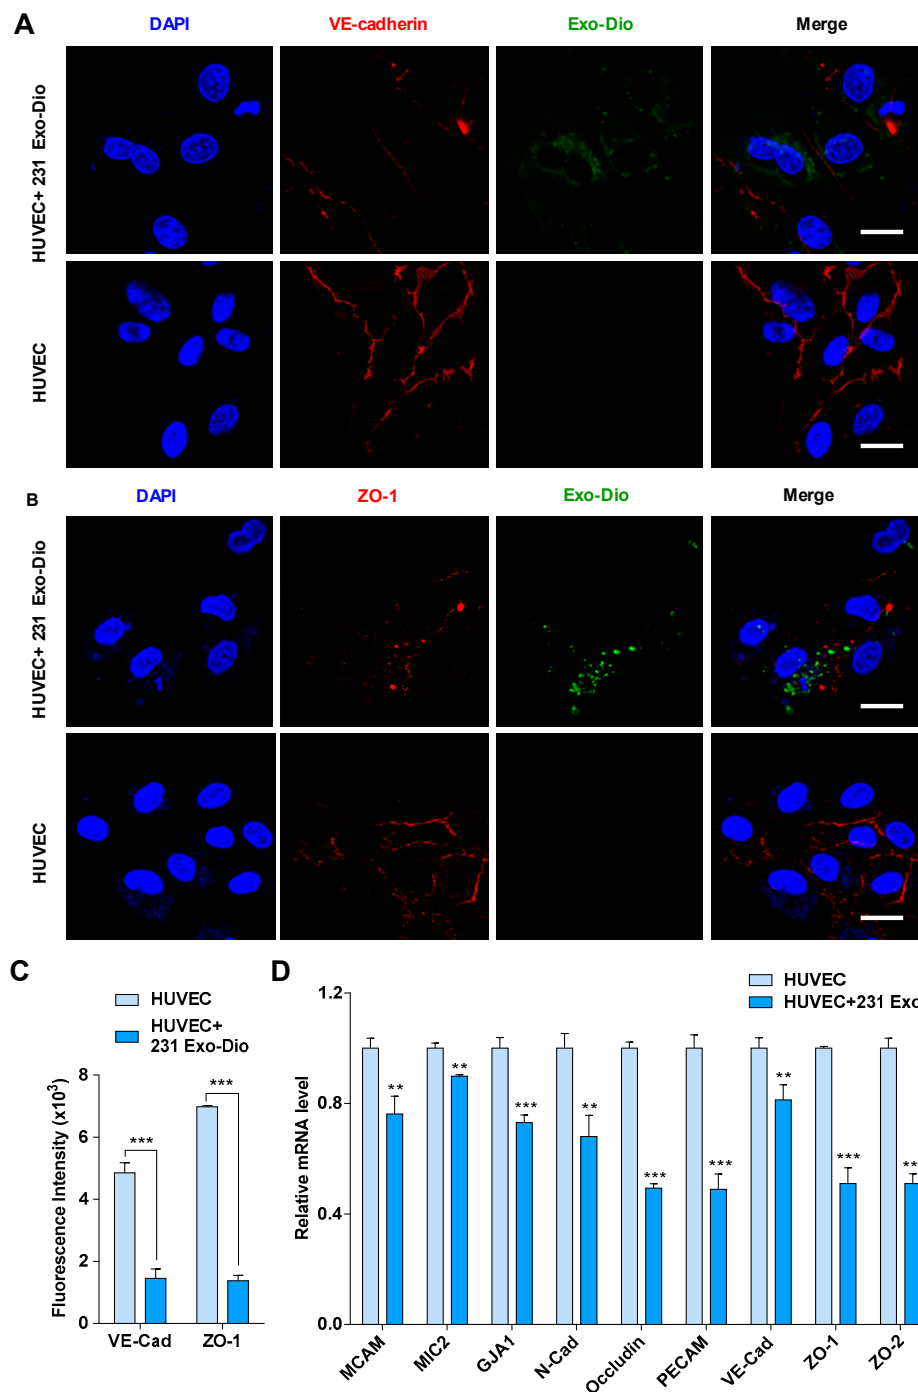 A
DAPI VE-cadherin Exo-Dio Merge
HUVEC+ 231 Exo-Dio
HUVEC
B
DAPI ZO-1 Exo-Dio Merge
HUVEC+ 231 Exo-Dio
HUVEC
C
HUVEC
HUVEC+
231 Exo-Dio
Fluorescence Intensity (x10³)
8
6
4
2
0
***
***
VE-Cad ZO-1
D
HUVEC
HUVEC+231 Exo
Relative mRNA level
1.2
0.8
0.4
0.0
** ** *** ** *** *** ** *** **
MCAM MIC2 GJA1 N-Cad Occludin PECAM VE-Cad ZO-1 ZO-2